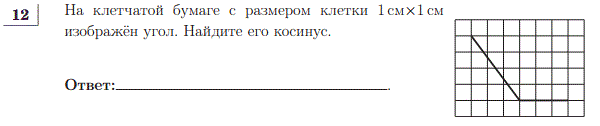 12
На клетчатой бумаге с размером клетки 1 см×1 см
изображён угол. Найдите его косинус.
Ответ:.